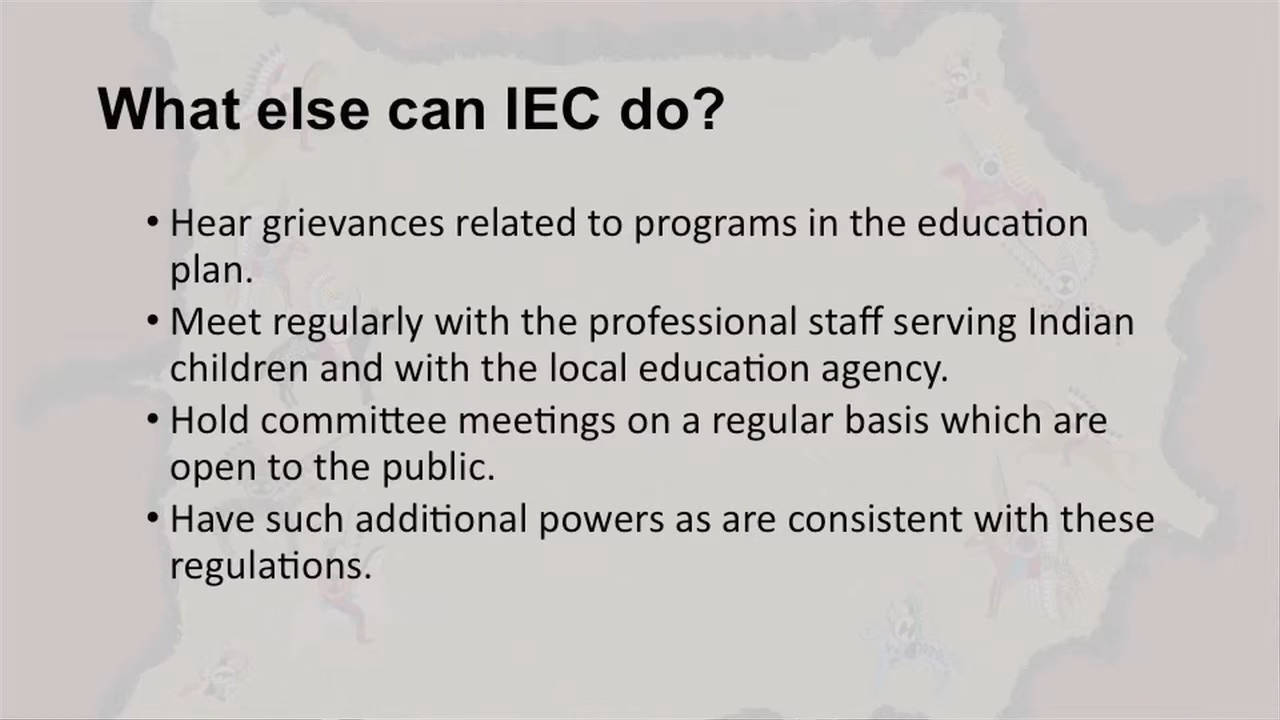 What else can IEC do?
• Hear grievances related to programs in the education
plan.
• Meet regularly with the professional staff serving Indian
children and with the local education agency.
• Hold committee meetings on a regular basis which are
open to the public.
• Have such additional powers as are consistent with these
regulations.